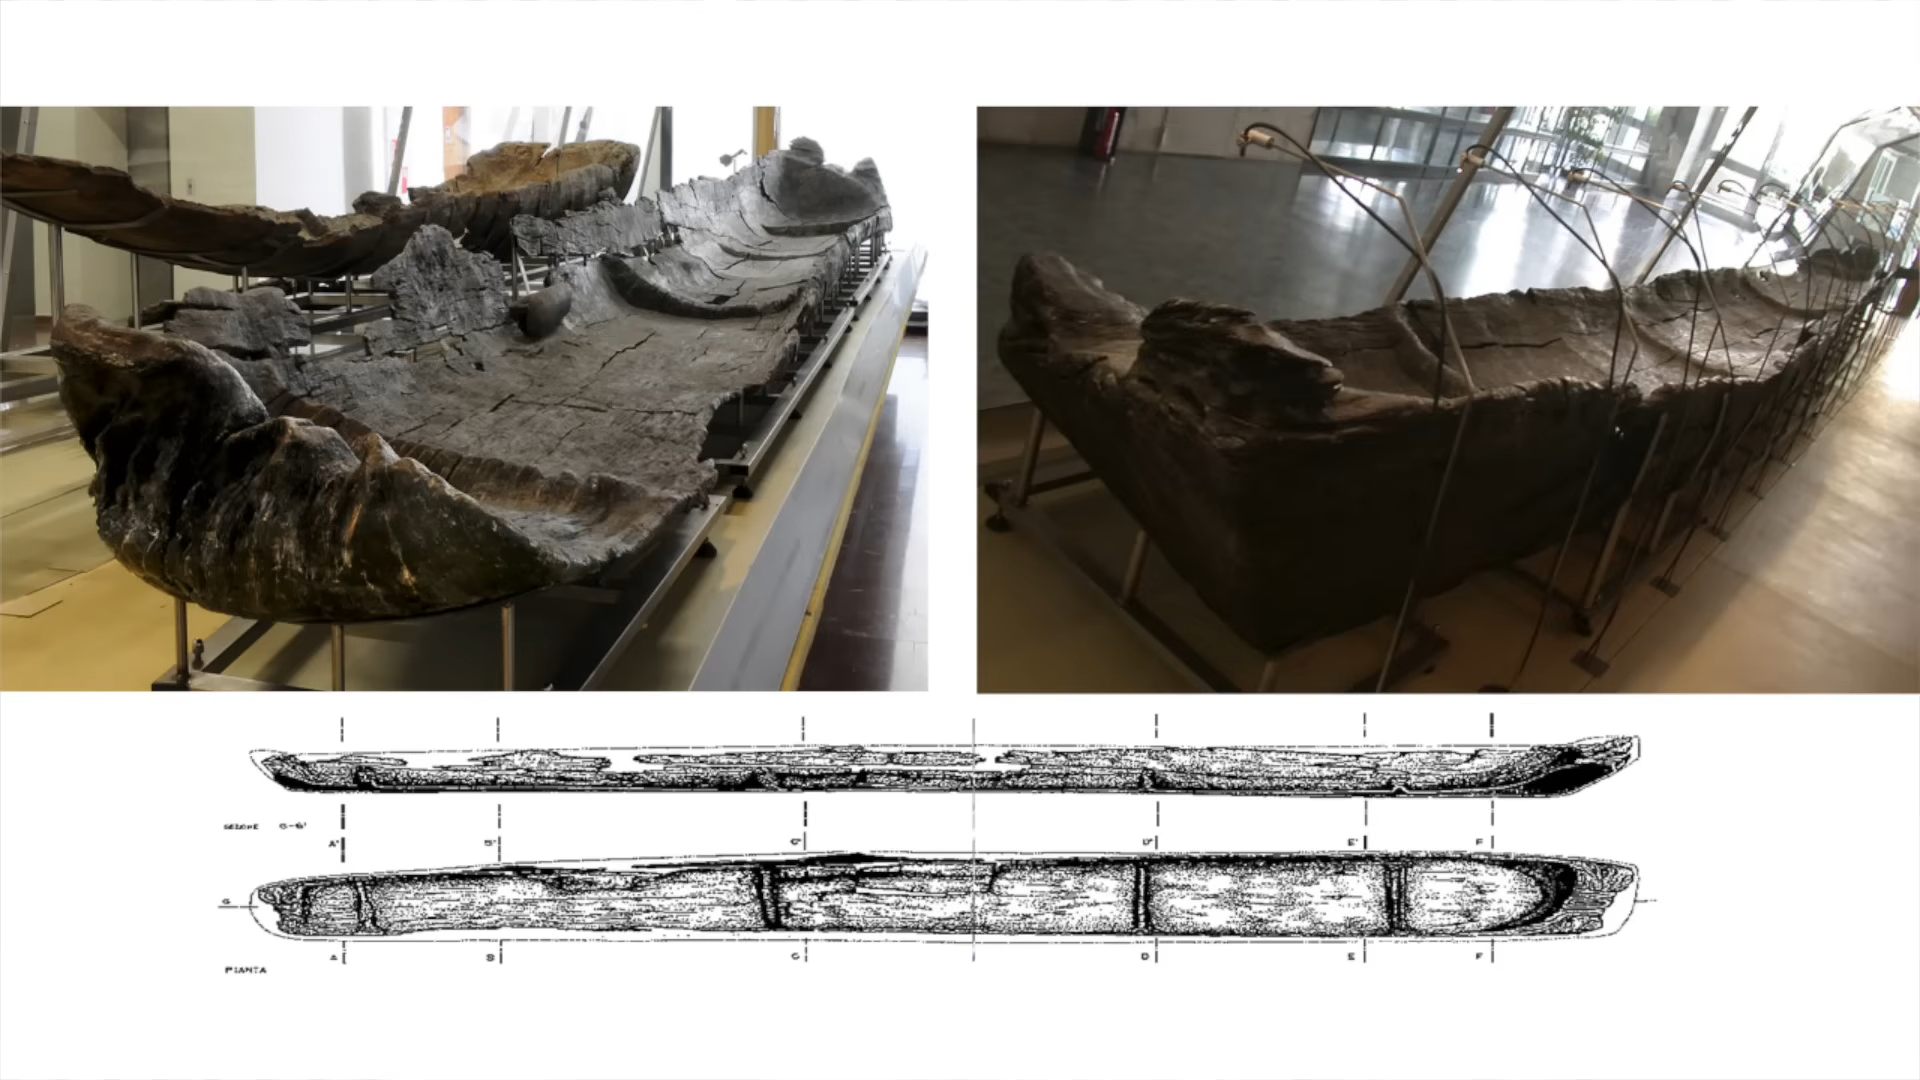 SEZIONE G-G'
A' B' C' D' E' F'
G
A B C D E F
PIANTA